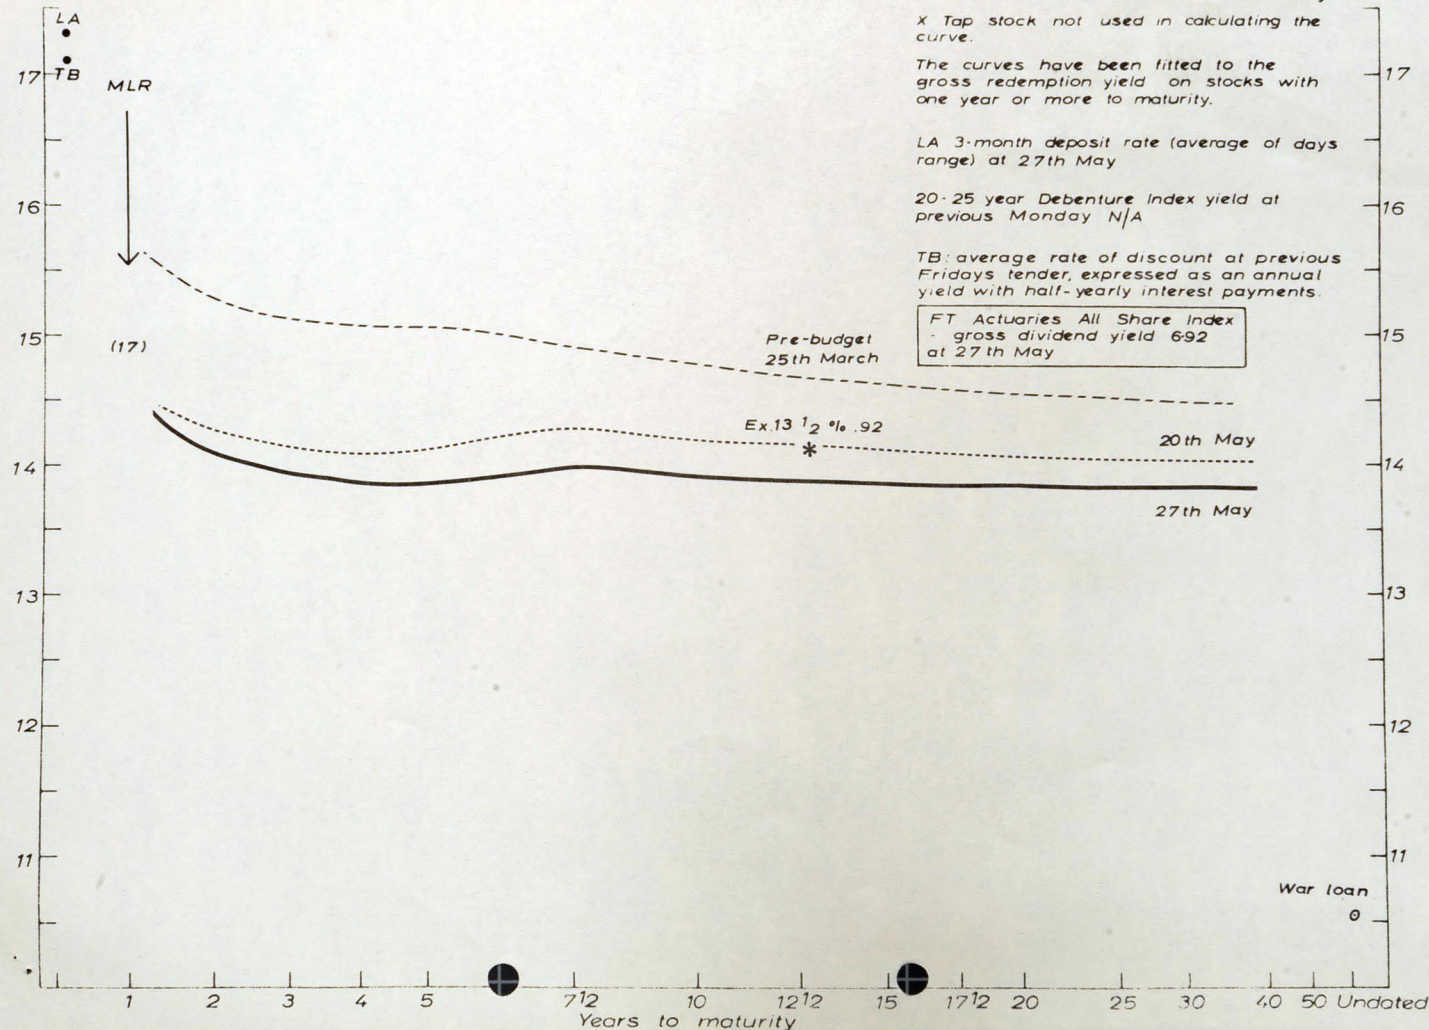 LA
TB
MLR
(17)
x Tap stock not used in calculating the
curve.
The curves have been fitted to the
gross redemption yield on stocks with
one year or more to maturity.
LA 3-month deposit rate (average of days
range) at 27th May
20-25 year Debenture Index yield at
previous Monday N/A
TB: average rate of discount at previous
Fridays tender, expressed as an annual
yield with half-yearly interest payments.
FT Actuaries All Share Index
- gross dividend yield 6·92
at 27th May
Pre-budget
25th March
Ex.13 1/2 % .92
20th May
27th May
War loan
17
16
15
14
13
12
11
17
16
15
14
13
12
11
1 2 3 4 5 7 1/2 10 12 1/2 15 17 1/2 20 25 30 40 50 Undated
Years to maturity